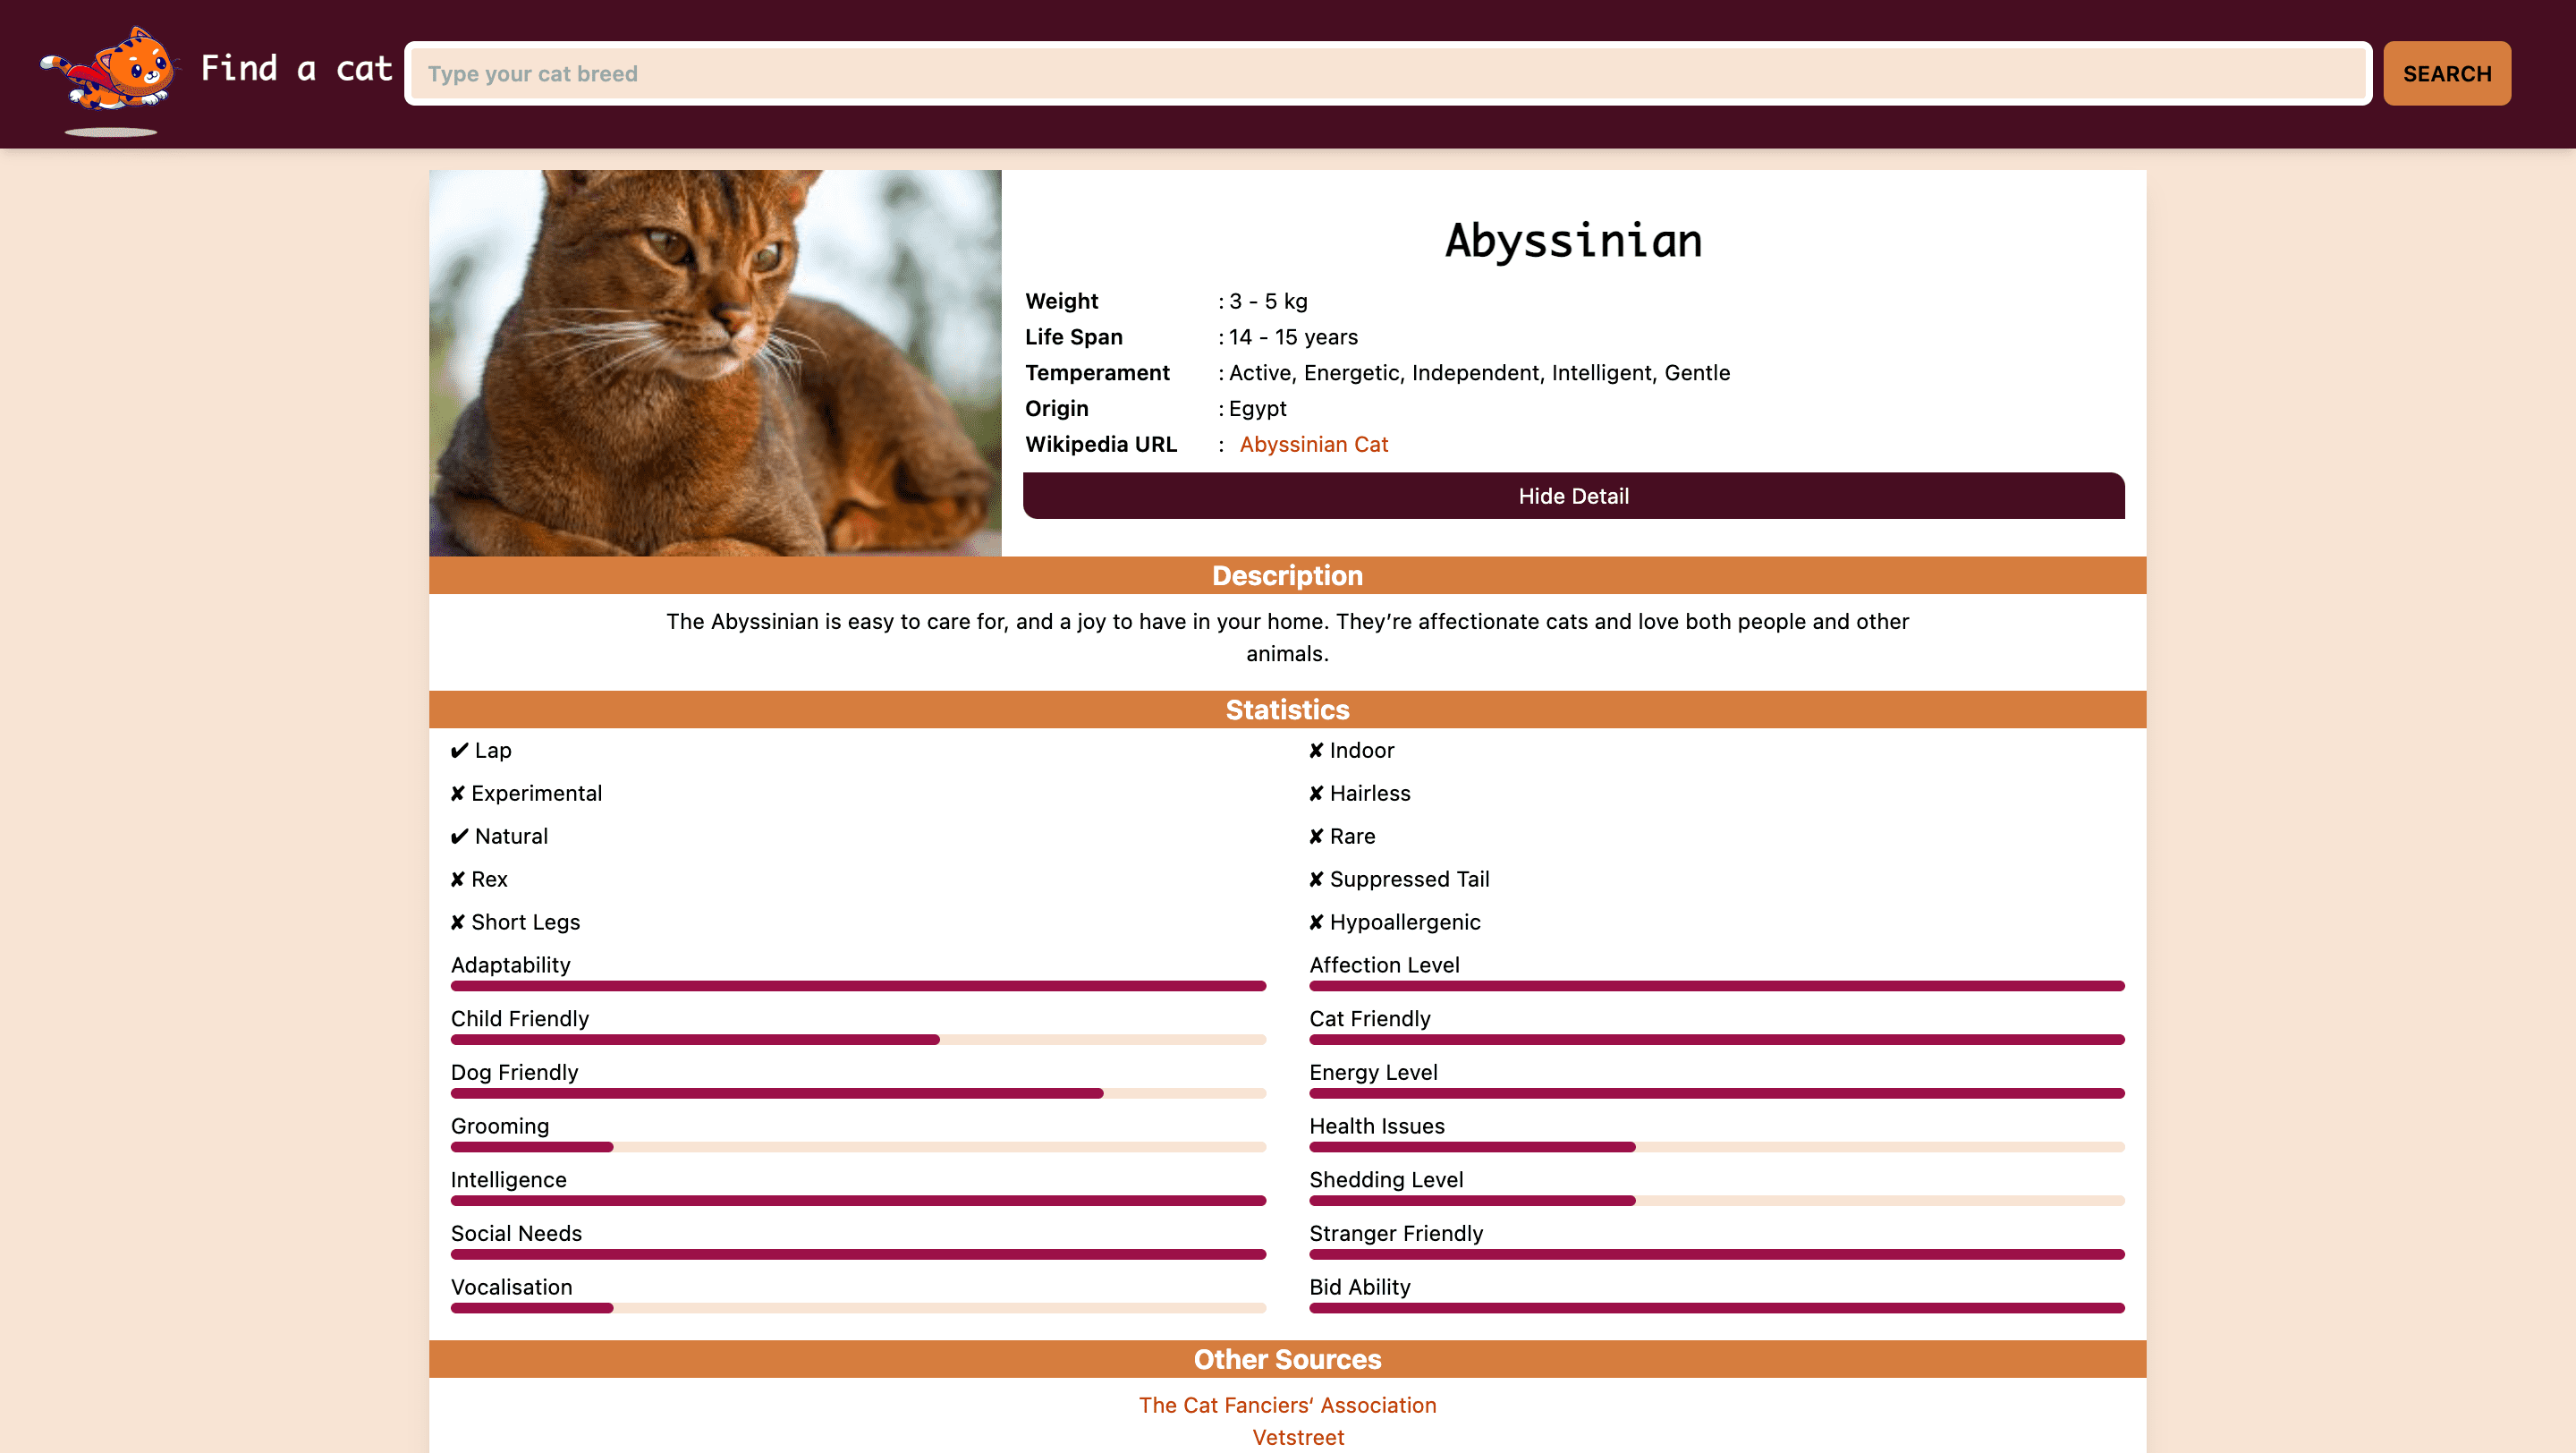 Find a cat
Type your cat breed
SEARCH
Abyssinian
Weight : 3 - 5 kg
Life Span : 14 - 15 years
Temperament : Active, Energetic, Independent, Intelligent, Gentle
Origin : Egypt
Wikipedia URL : Abyssinian Cat
Hide Detail
Description
The Abyssinian is easy to care for, and a joy to have in your home. They’re affectionate cats and love both people and other
animals.
Statistics
✔ Lap
✘ Indoor
✘ Experimental
✘ Hairless
✔ Natural
✘ Rare
✘ Rex
✘ Suppressed Tail
✘ Short Legs
✘ Hypoallergenic
Adaptability
Affection Level
Child Friendly
Cat Friendly
Dog Friendly
Energy Level
Grooming
Health Issues
Intelligence
Shedding Level
Social Needs
Stranger Friendly
Vocalisation
Bid Ability
Other Sources
The Cat Fanciers‘ Association
Vetstreet